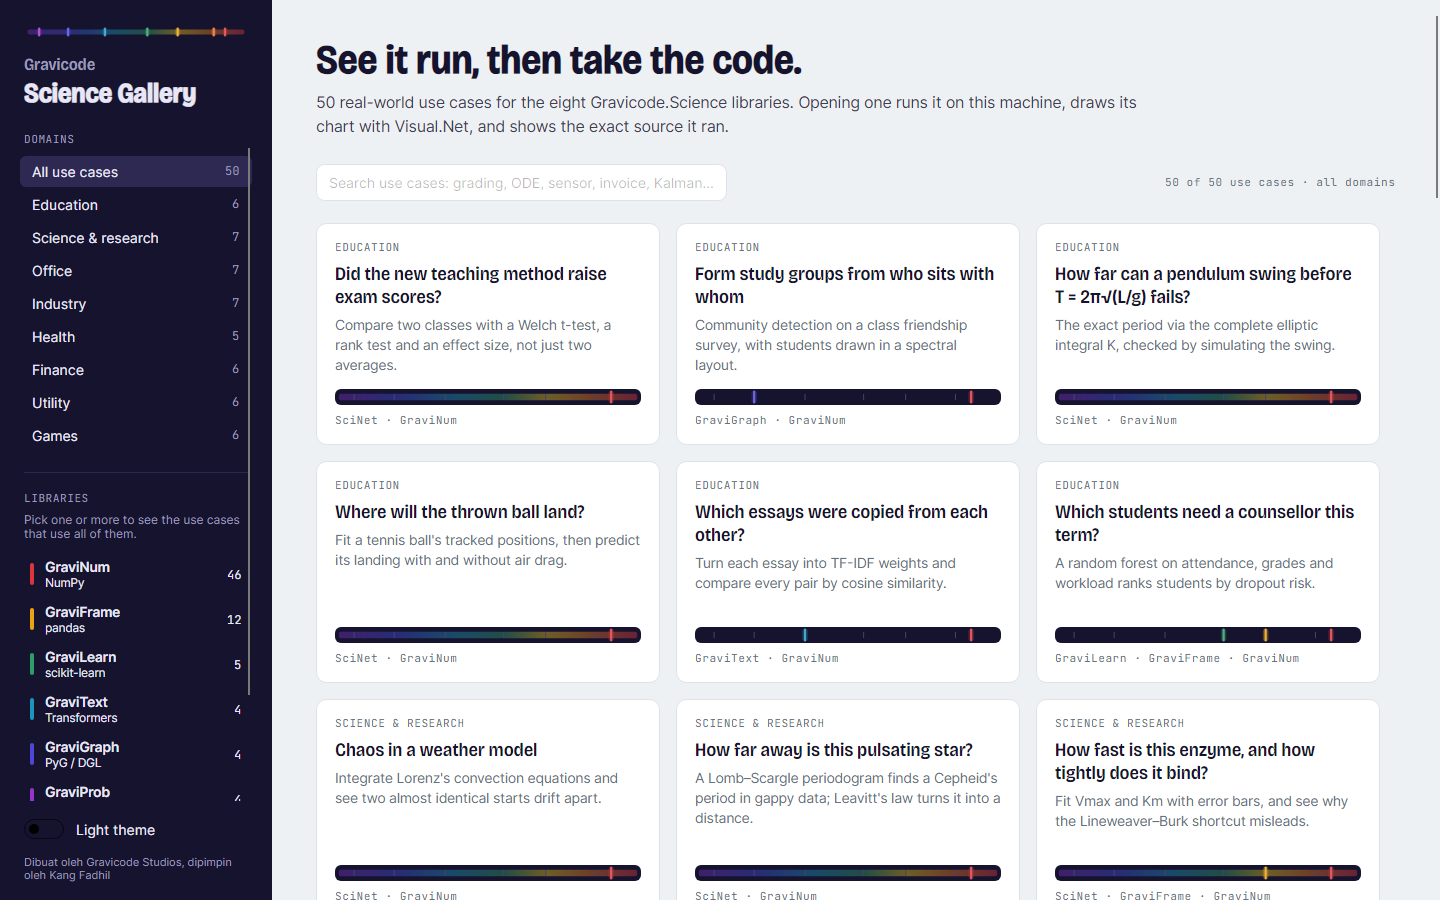 Gravicode
Science Gallery
DOMAINS
All use cases 50
Education 6
Science & research 7
Office 7
Industry 7
Health 5
Finance 6
Utility 6
Games 6
LIBRARIES
Pick one or more to see the use cases
that use all of them.
GraviNum
NumPy
46
GraviFrame
pandas
12
GraviLearn
scikit-learn
5
GraviText
Transformers
4
GraviGraph
PyG / DGL
4
GraviProb
4
Light theme
Dibuat oleh Gravicode Studios, dipimpin
oleh Kang Fadhil
See it run, then take the code.
50 real-world use cases for the eight Gravicode.Science libraries. Opening one runs it on this machine, draws its
chart with Visual.Net, and shows the exact source it ran.
Search use cases: grading, ODE, sensor, invoice, Kalman...
50 of 50 use cases · all domains
EDUCATION
Did the new teaching method raise
exam scores?
Compare two classes with a Welch t-test, a
rank test and an effect size, not just two
averages.
SciNet · GraviNum
EDUCATION
Form study groups from who sits with
whom
Community detection on a class friendship
survey, with students drawn in a spectral
layout.
GraviGraph · GraviNum
EDUCATION
How far can a pendulum swing before
T = 2π√(L/g) fails?
The exact period via the complete elliptic
integral K, checked by simulating the swing.
SciNet · GraviNum
EDUCATION
Where will the thrown ball land?
Fit a tennis ball's tracked positions, then predict
its landing with and without air drag.
SciNet · GraviNum
EDUCATION
Which essays were copied from each
other?
Turn each essay into TF-IDF weights and
compare every pair by cosine similarity.
GraviText · GraviNum
EDUCATION
Which students need a counsellor this
term?
A random forest on attendance, grades and
workload ranks students by dropout risk.
GraviLearn · GraviFrame · GraviNum
SCIENCE & RESEARCH
Chaos in a weather model
Integrate Lorenz's convection equations and
see two almost identical starts drift apart.
SciNet · GraviNum
SCIENCE & RESEARCH
How far away is this pulsating star?
A Lomb–Scargle periodogram finds a Cepheid's
period in gappy data; Leavitt's law turns it into a
distance.
SciNet · GraviNum
SCIENCE & RESEARCH
How fast is this enzyme, and how
tightly does it bind?
Fit Vmax and Km with error bars, and see why
the Lineweaver–Burk shortcut misleads.
SciNet · GraviFrame · GraviNum